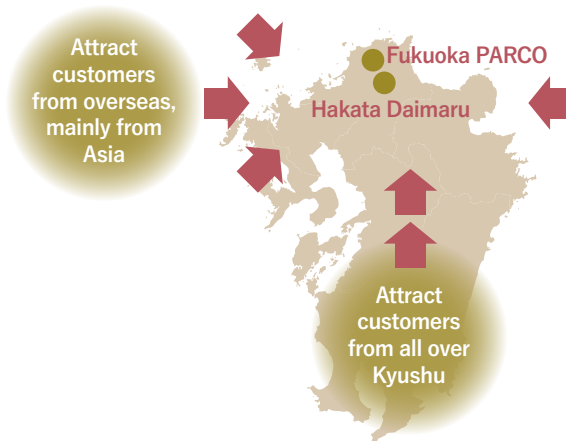 Attract
customers
from overseas,
mainly from
Asia
Fukuoka PARCO
Hakata Daimaru
Attract
customers
from all over
Kyushu